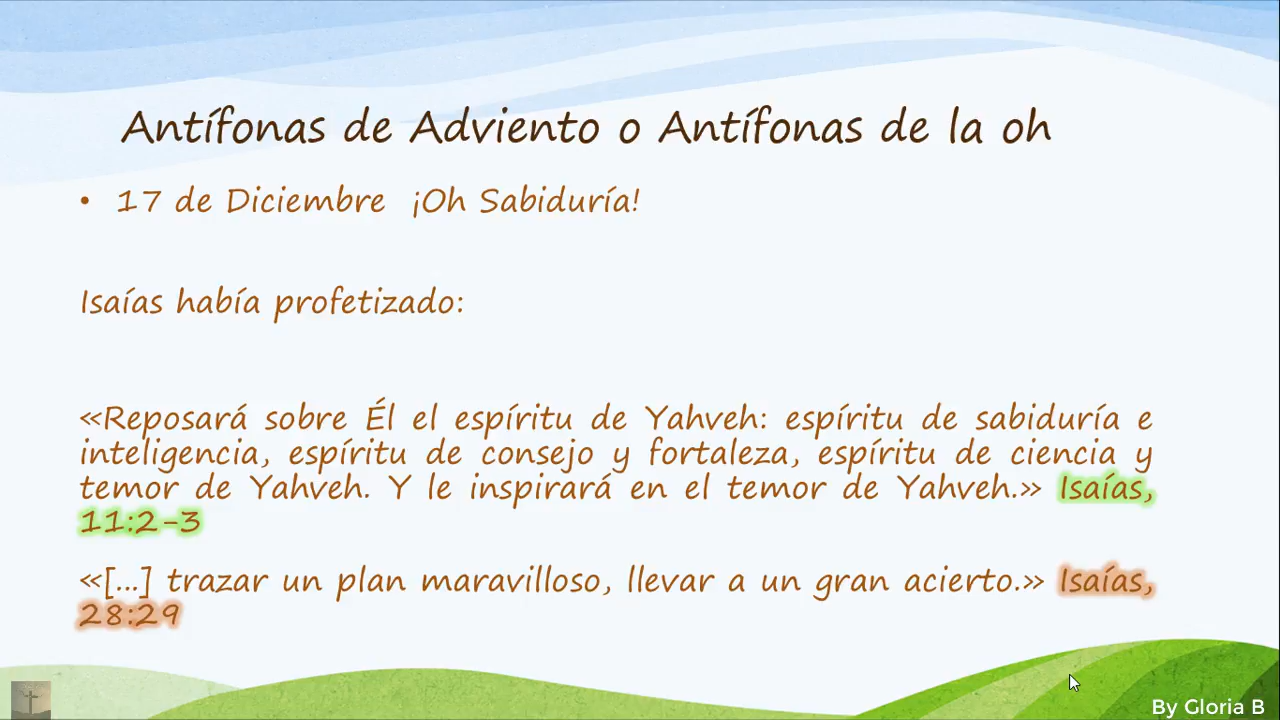 Antífonas de Adviento o Antífonas de la oh
• 17 de Diciembre ¡Oh Sabiduría!
Isaías había profetizado:
«Reposará sobre Él el espíritu de Yahveh: espíritu de sabiduría e
inteligencia, espíritu de consejo y fortaleza, espíritu de ciencia y
temor de Yahveh. Y le inspirará en el temor de Yahveh.» Isaías,
11:2-3
«[...] trazar un plan maravilloso, llevar a un gran acierto.» Isaías,
28:29
By Gloria B